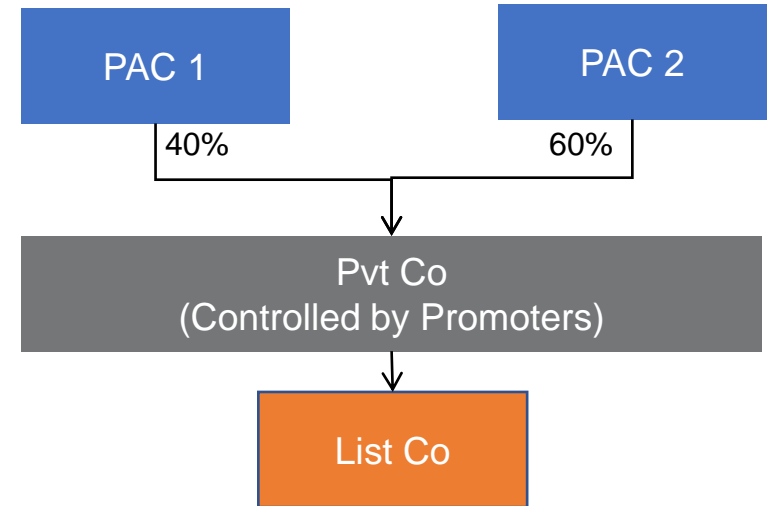 PAC 1
PAC 2
40%
60%
Pvt Co
(Controlled by Promoters)
List Co